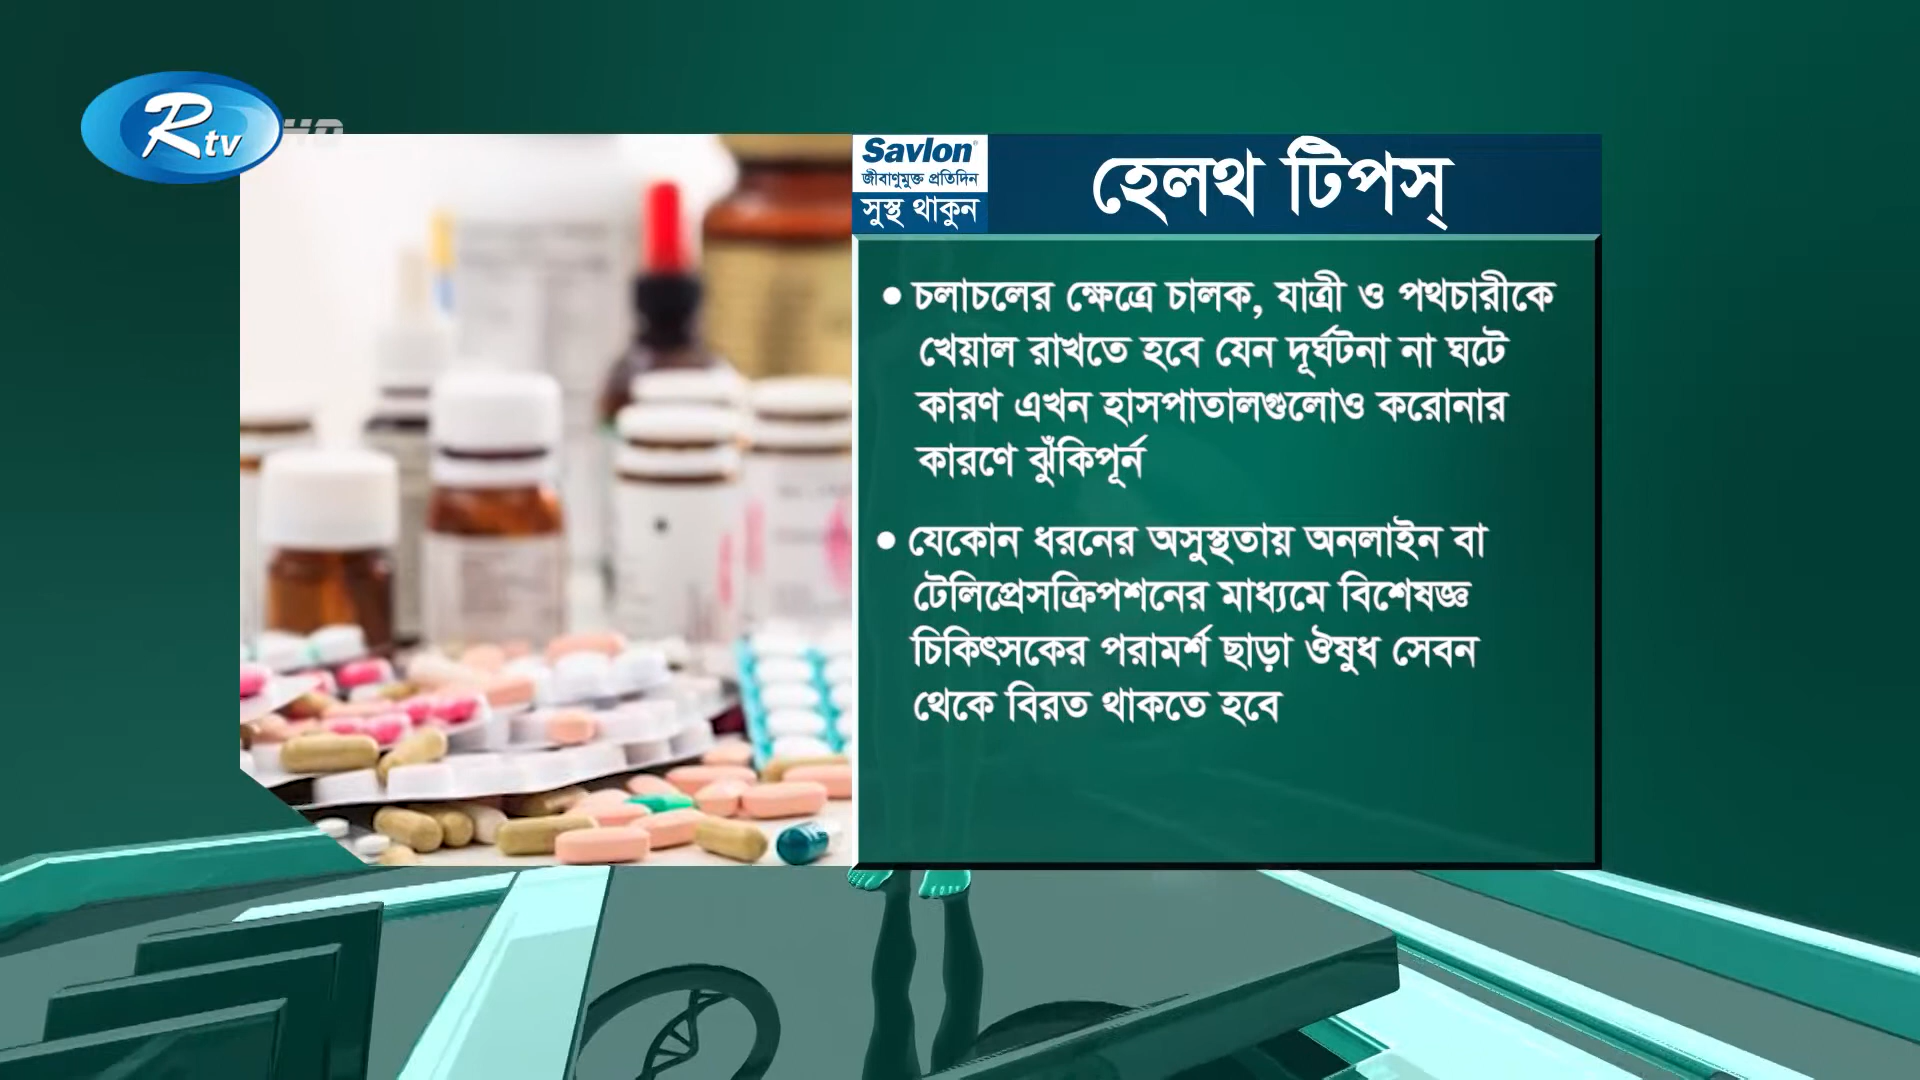 Rtv
HD
Savlon
জীবাণুমুক্ত প্রতিদিন
সুস্থ থাকুন
হেলথ টিপস্
• চলাচলের ক্ষেত্রে চালক, যাত্রী ও পথচারীকে
খেয়াল রাখতে হবে যেন দূর্ঘটনা না ঘটে
কারণ এখন হাসপাতালগুলোও করোনার
কারণে ঝুঁকিপূর্ন
• যেকোন ধরনের অসুস্থতায় অনলাইন বা
টেলিপ্রেসক্রিপশনের মাধ্যমে বিশেষজ্ঞ
চিকিৎসকের পরামর্শ ছাড়া ঔষুধ সেবন
থেকে বিরত থাকতে হবে